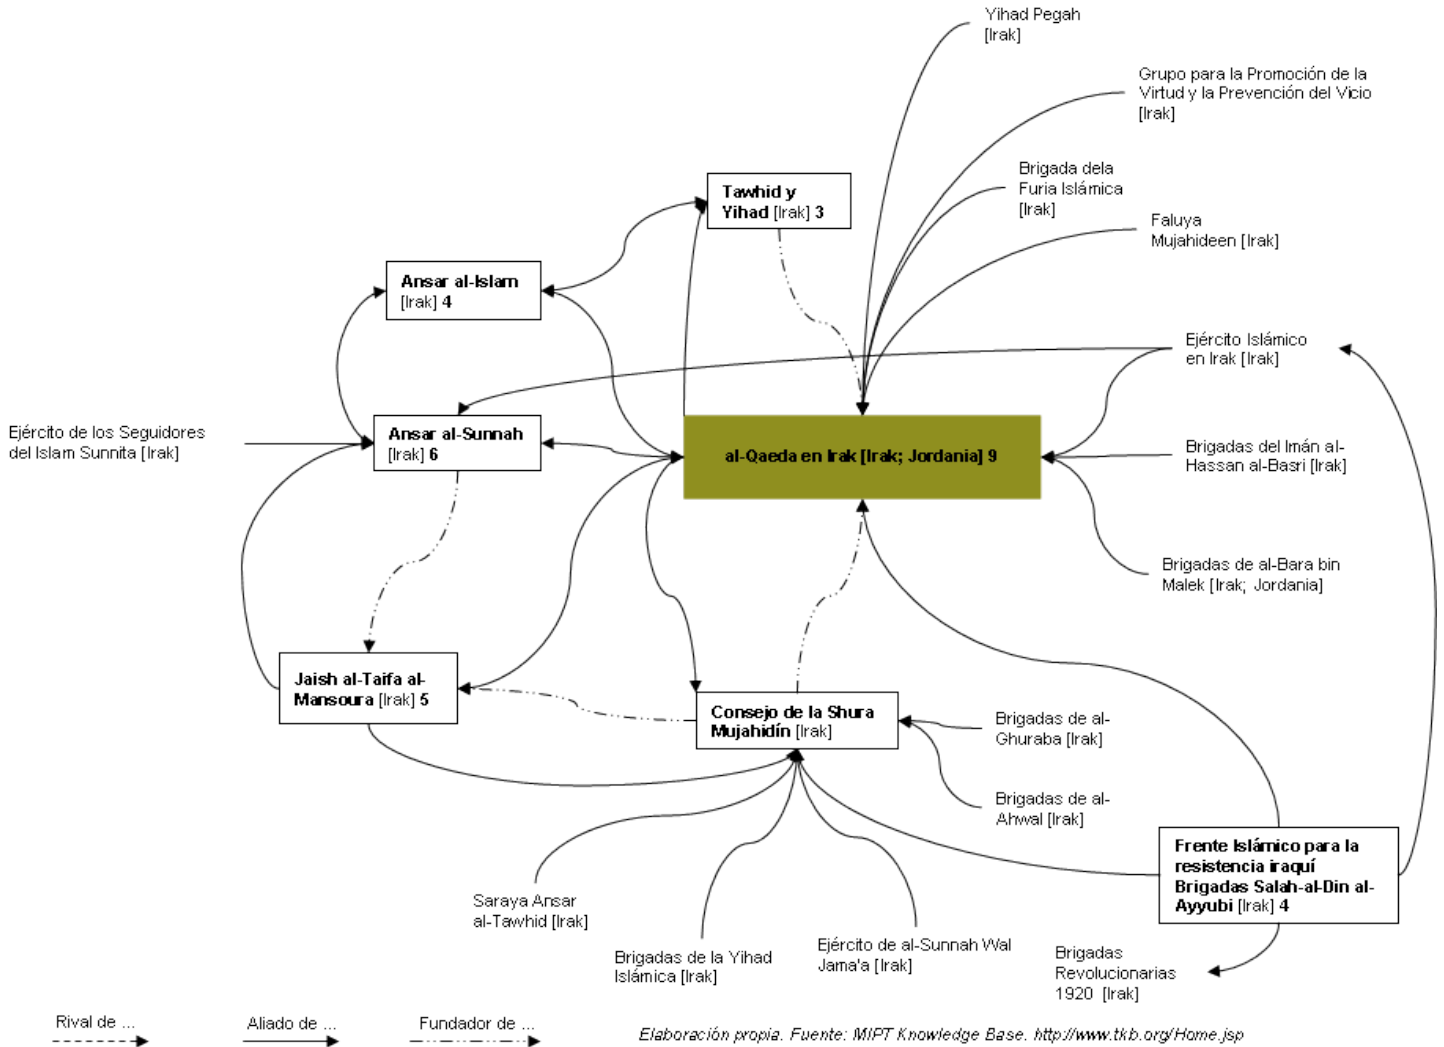 Yihad Pegah
[Irak]
Grupo para la Promoción de la
Virtud y la Prevención del Vicio
[Irak]
Brigada dela
Furia Islámica
[Irak]
Tawhid y
Yihad [Irak] 3
Faluya
Mujahideen [Irak]
Ansar al-Islam
[Irak] 4
Ejército Islámico
en Irak [Irak]
Ejército de los Seguidores
del Islam Sunnita [Irak]
Ansar al-Sunnah
[Irak] 6
al-Qaeda en Irak [Irak; Jordania] 9
Brigadas del Imán al-
Hassan al-Basri [Irak]
Brigadas de al-Bara bin
Malek [Irak; Jordania]
Jaish al-Taifa al-
Mansoura [Irak] 5
Consejo de la Shura
Mujahidín [Irak]
Brigadas de al-
Ghuraba [Irak]
Brigadas de al-
Ahwal [Irak]
Frente Islámico para la
resistencia iraquí
Brigadas Salah-al-Din al-
Ayyubi [Irak] 4
Saraya Ansar
al-Tawhid [Irak]
Brigadas de la Yihad
Islámica [Irak]
Ejército de al-Sunnah Wal
Jama'a [Irak]
Brigadas
Revolucionarias
1920 [Irak]
Rival de ...
Aliado de ...
Fundador de ...
Elaboración propia. Fuente: MIPT Knowledge Base. http://www.tkb.org/Home.jsp